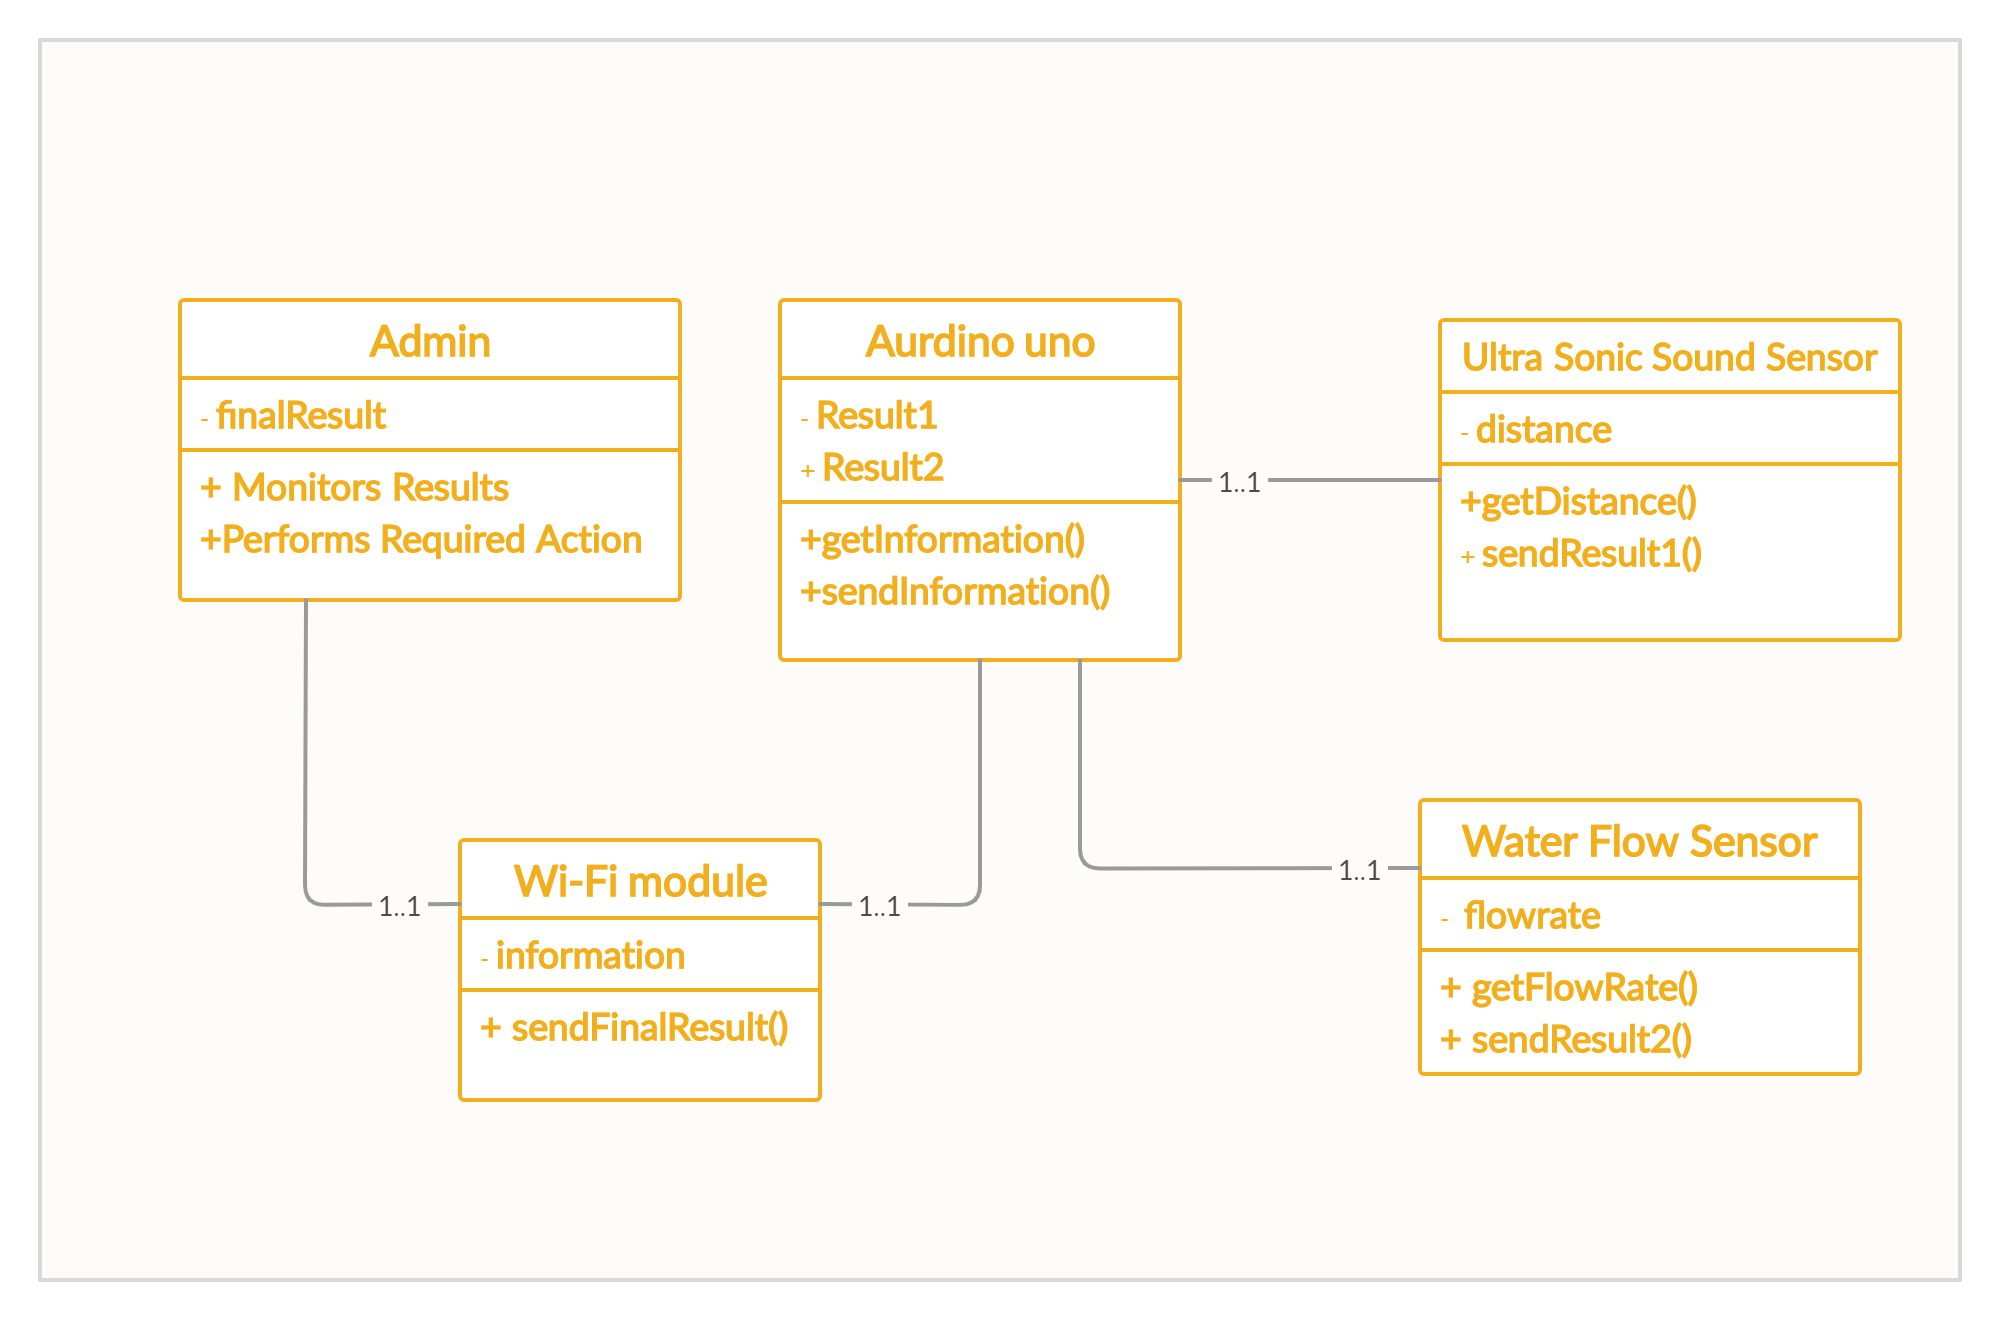 Admin
- finalResult
+ Monitors Results
+Performs Required Action
Aurdino uno
- Result1
+ Result2
+getInformation()
+sendInformation()
1..1
Ultra Sonic Sound Sensor
- distance
+getDistance()
+ sendResult1()
1..1
Wi-Fi module
- information
+ sendFinalResult()
1..1
1..1
Water Flow Sensor
- flowrate
+ getFlowRate()
+ sendResult2()